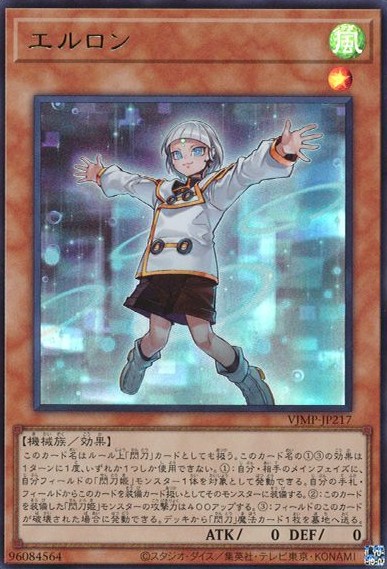 エルロン
風
VJMP-JP217
【機械族／効果】
このカード名はルール上「閃刀」カードとしても扱う。このカード名の①③の効果は
1ターンに1度、いずれか1つしか使用できない。①：自分・相手のメインフェイズに、
自分フィールドの「閃刀姫」モンスター1体を対象として発動できる。自分の手札・
フィールドからこのカードを装備カード扱いとしてそのモンスターに装備する。②：このカー
ドを装備した「閃刀姫」モンスターの攻撃力は400アップする。③：フィールドのこのカード
が破壊された場合に発動できる。デッキから「閃刀」魔法カード1枚を墓地へ送る。
ATK/ 0 DEF/ 0
96084564 ©スタジオ・ダイス／集英社・テレビ東京・KONAMI